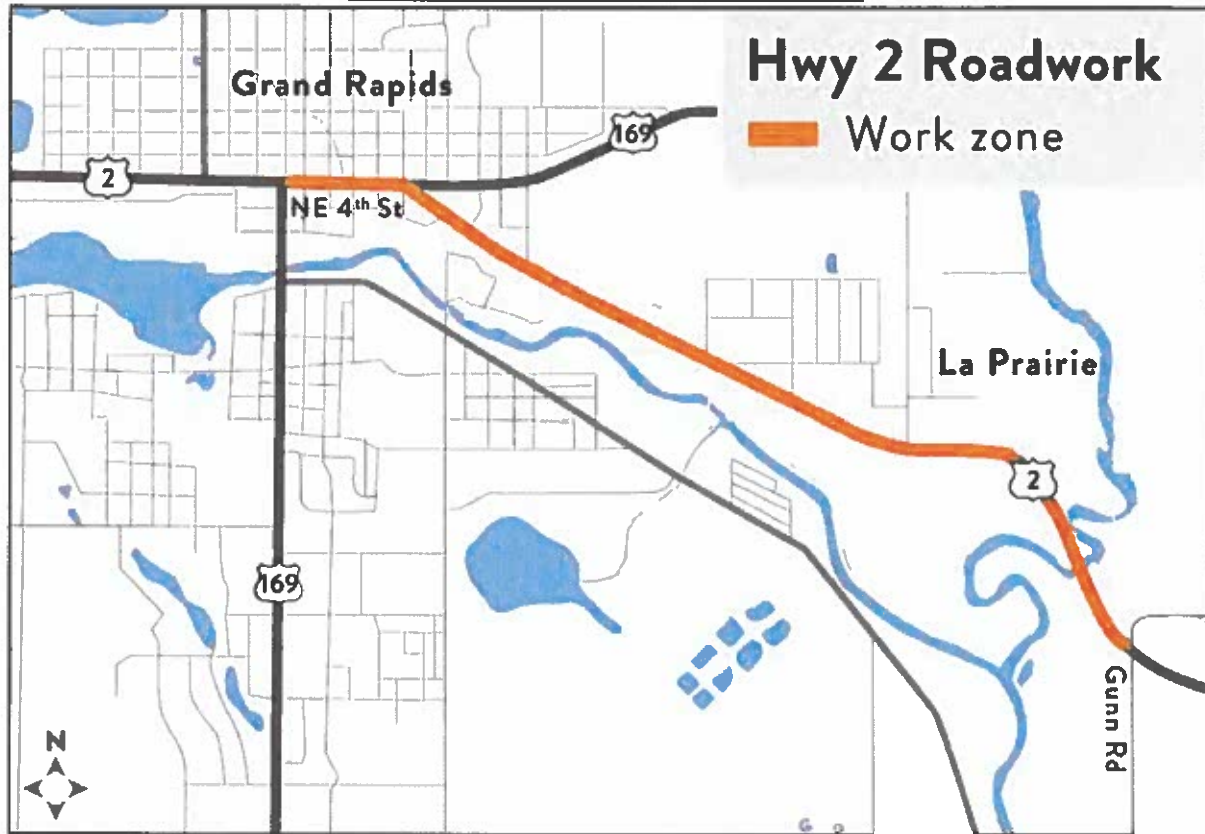 Hwy 2 Roadwork
Work zone
Grand Rapids
169
2
NE 4th St
La Prairie
2
169
Gunn Rd
N